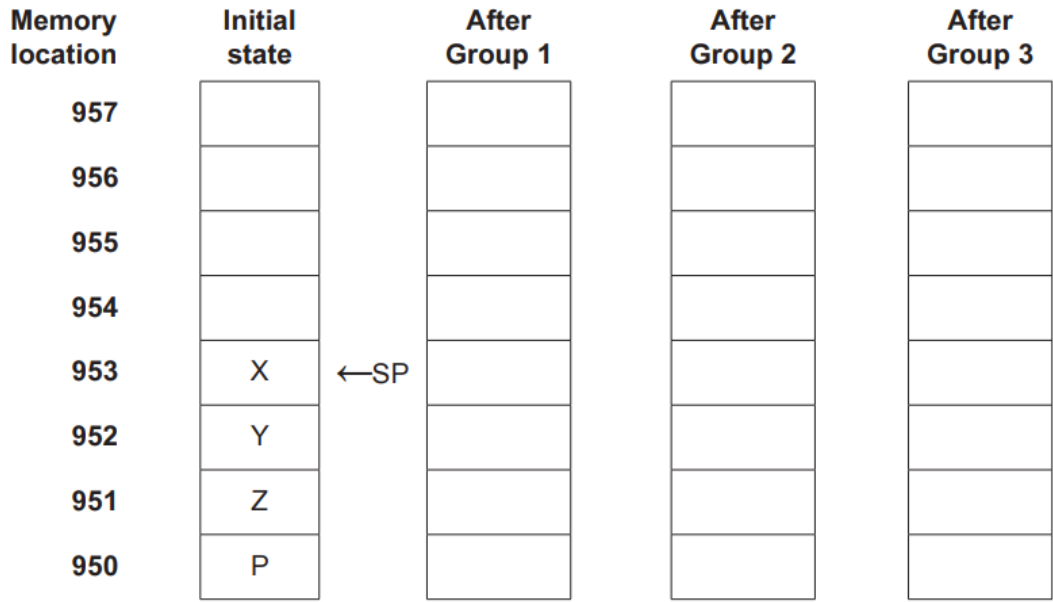 Memory location Initial state After Group 1 After Group 2 After Group 3
957
956
955
954
953 X ←SP
952 Y
951 Z
950 P